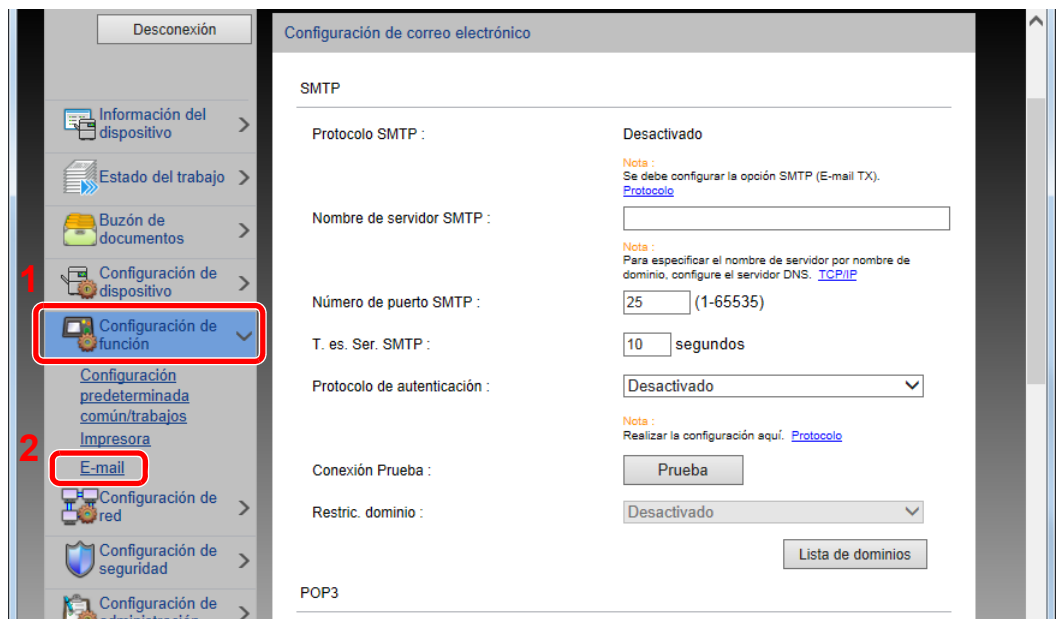 Desconexión
Información del
dispositivo
Estado del trabajo
Buzón de
documentos
1
Configuración de
dispositivo
Configuración de
función
Configuración
predeterminada
común/trabajos
Impresora
2
E-mail
Configuración de
red
Configuración de
seguridad
Configuración de
administración
Configuración de correo electrónico
SMTP
Protocolo SMTP : Desactivado
Nota :
Se debe configurar la opción SMTP (E-mail TX).
Protocolo
Nombre de servidor SMTP :
Nota :
Para especificar el nombre de servidor por nombre de
dominio, configure el servidor DNS. TCP/IP
Número de puerto SMTP : 25 (1-65535)
T. es. Ser. SMTP : 10 segundos
Protocolo de autenticación : Desactivado
Nota :
Realizar la configuración aquí. Protocolo
Conexión Prueba : Prueba
Restric. dominio : Desactivado
Lista de dominios
POP3